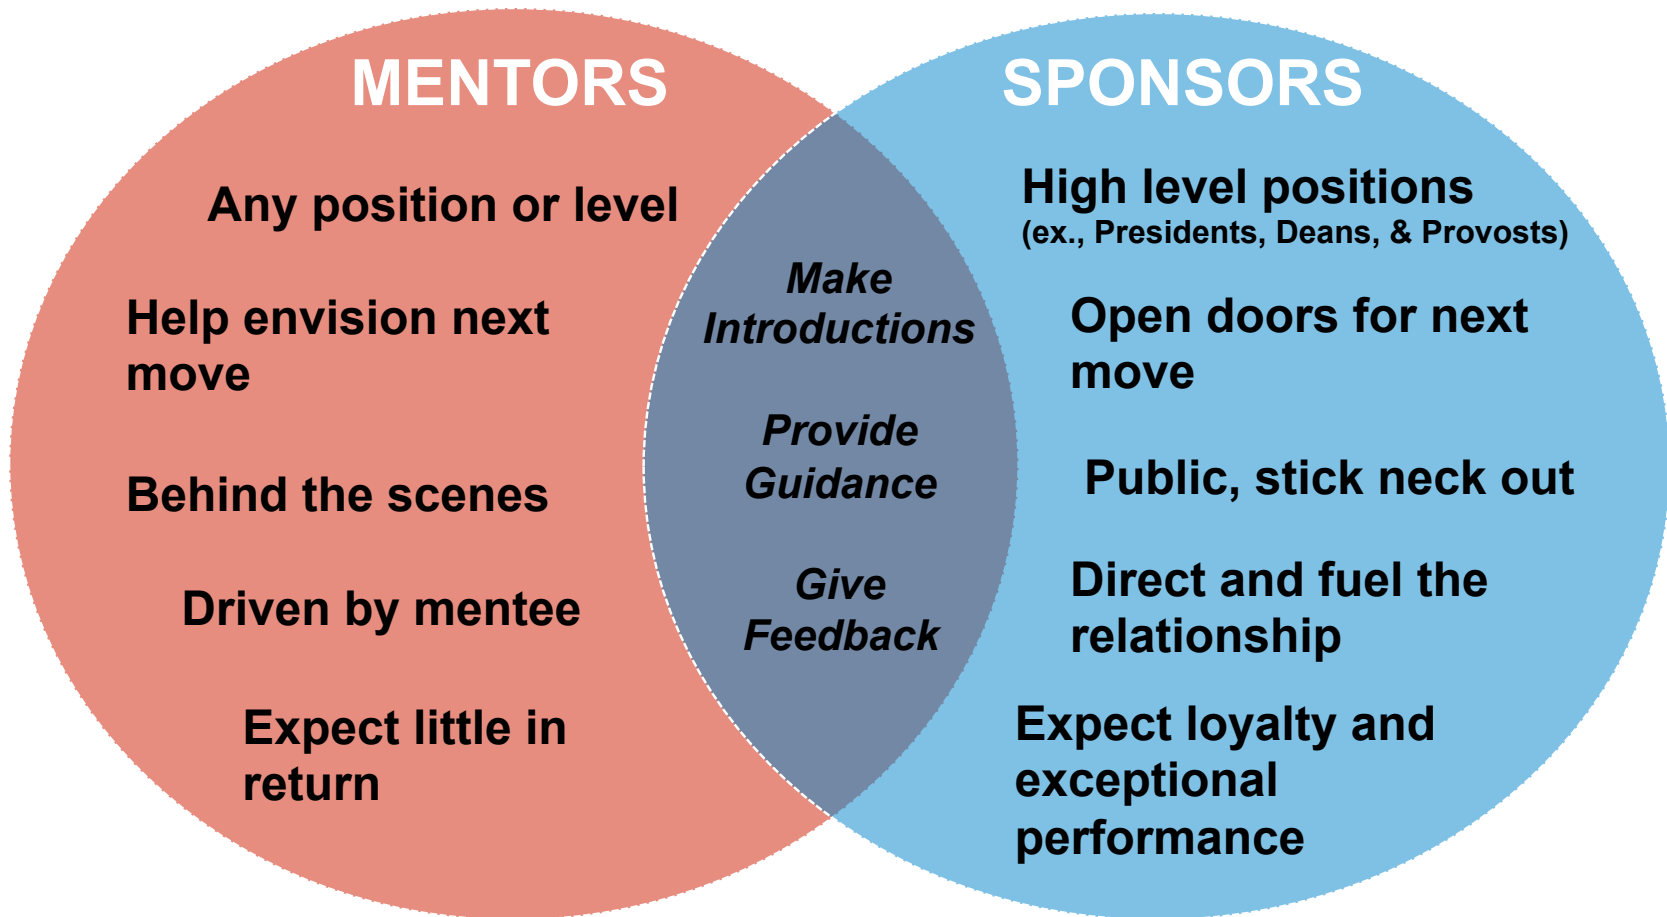 MENTORS
Any position or level
Help envision next
move
Behind the scenes
Driven by mentee
Expect little in
return
Make
Introductions
Provide
Guidance
Give
Feedback
SPONSORS
High level positions
(ex., Presidents, Deans, & Provosts)
Open doors for next
move
Public, stick neck out
Direct and fuel the
relationship
Expect loyalty and
exceptional
performance